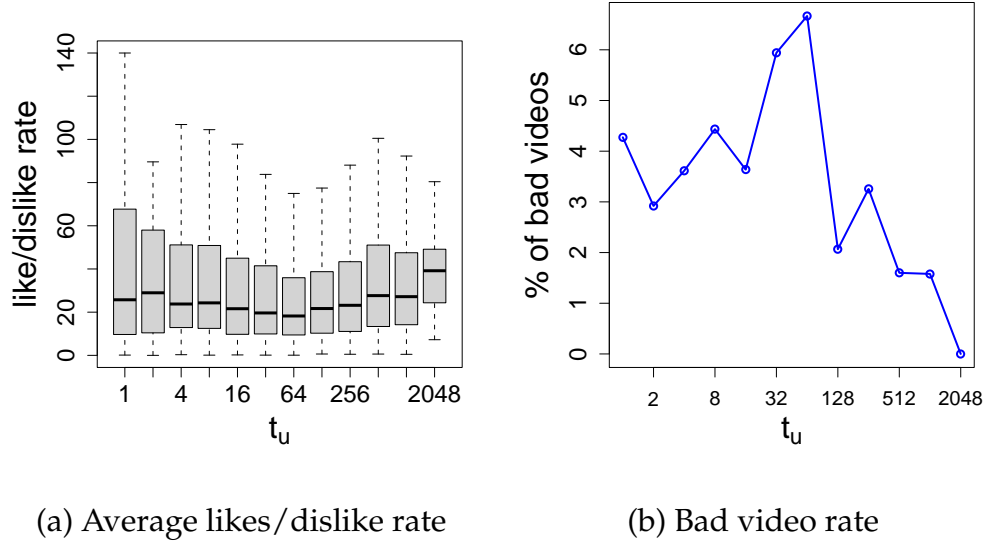 like/dislike rate
0 20 60 100 140
1 4 16 64 256 2048
t_u
% of bad videos
0 1 2 3 4 5 6
2 8 32 128 512 2048
t_u
(a) Average likes/dislike rate
(b) Bad video rate